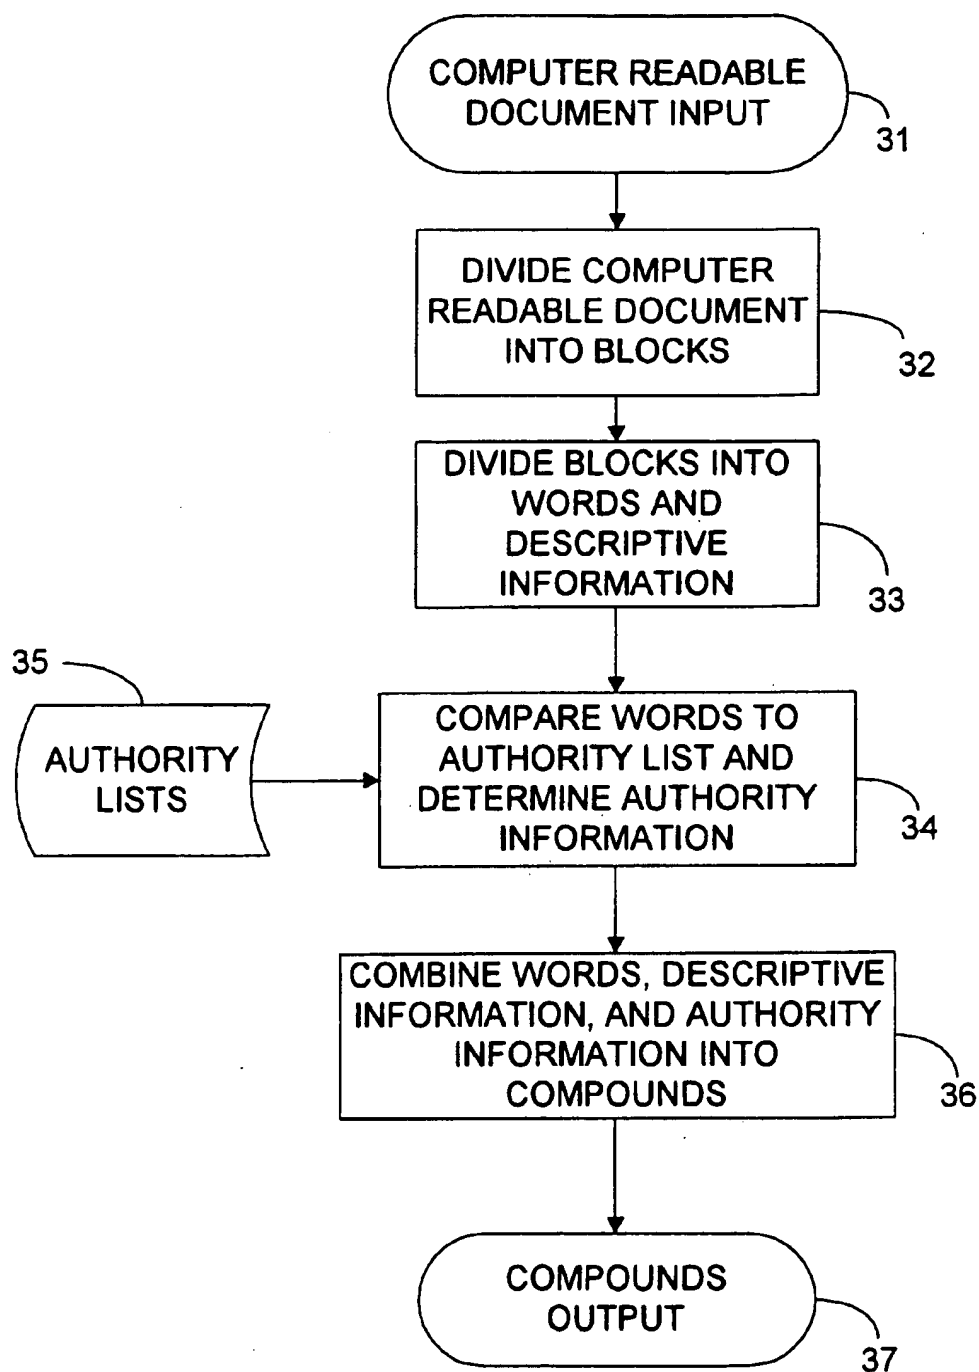 COMPUTER READABLE
DOCUMENT INPUT
31
DIVIDE COMPUTER
READABLE DOCUMENT
INTO BLOCKS
32
DIVIDE BLOCKS INTO
WORDS AND
DESCRIPTIVE
INFORMATION
33
35
AUTHORITY
LISTS
COMPARE WORDS TO
AUTHORITY LIST AND
DETERMINE AUTHORITY
INFORMATION
34
COMBINE WORDS, DESCRIPTIVE
INFORMATION, AND AUTHORITY
INFORMATION INTO
COMPOUNDS
36
COMPOUNDS
OUTPUT
37